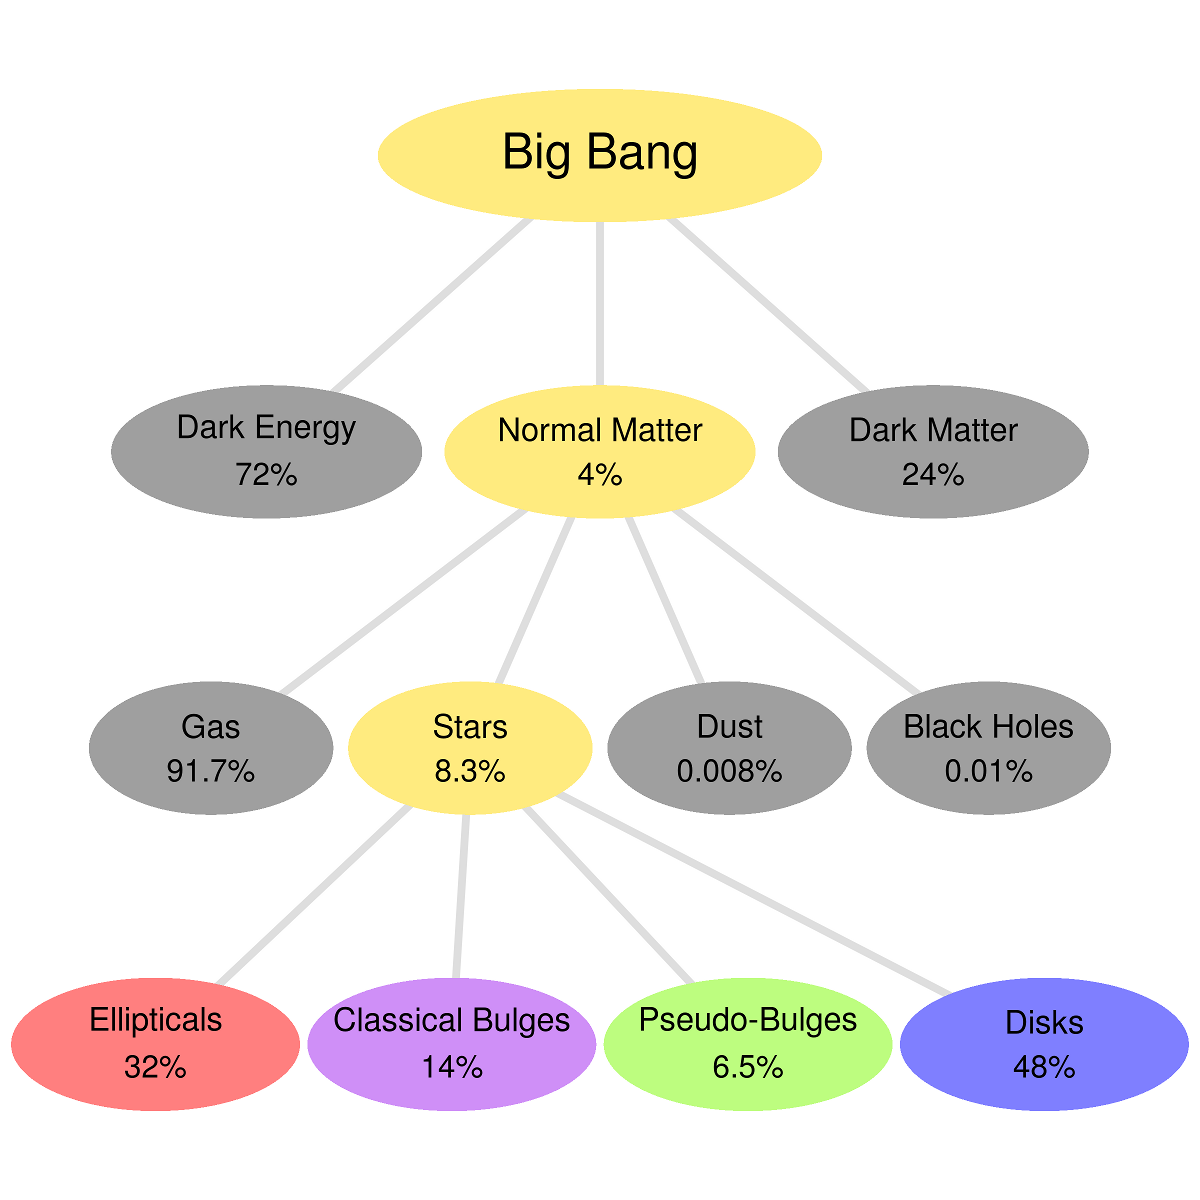 Big Bang
Dark Energy
72%
Normal Matter
4%
Dark Matter
24%
Gas
91.7%
Stars
8.3%
Dust
0.008%
Black Holes
0.01%
Ellipticals
32%
Classical Bulges
14%
Pseudo-Bulges
6.5%
Disks
48%